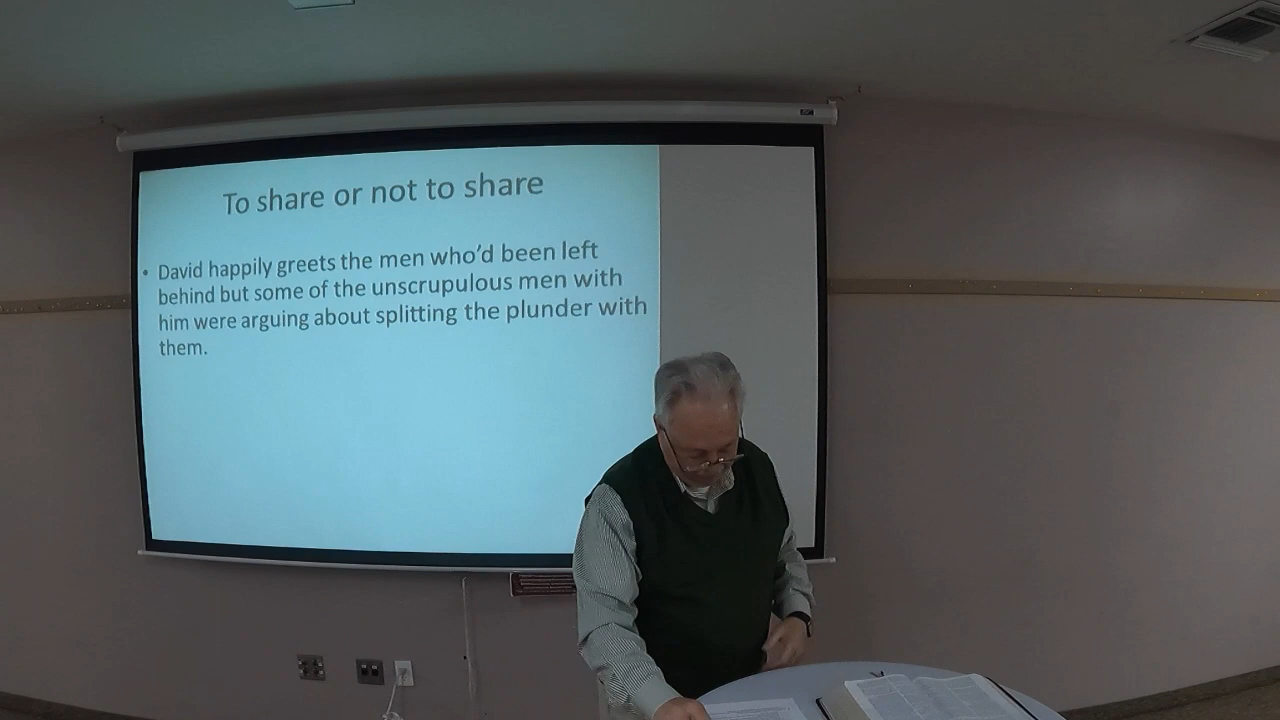 To share or not to share
• David happily greets the men who'd been left
behind but some of the unscrupulous men with
him were arguing about splitting the plunder with
them.